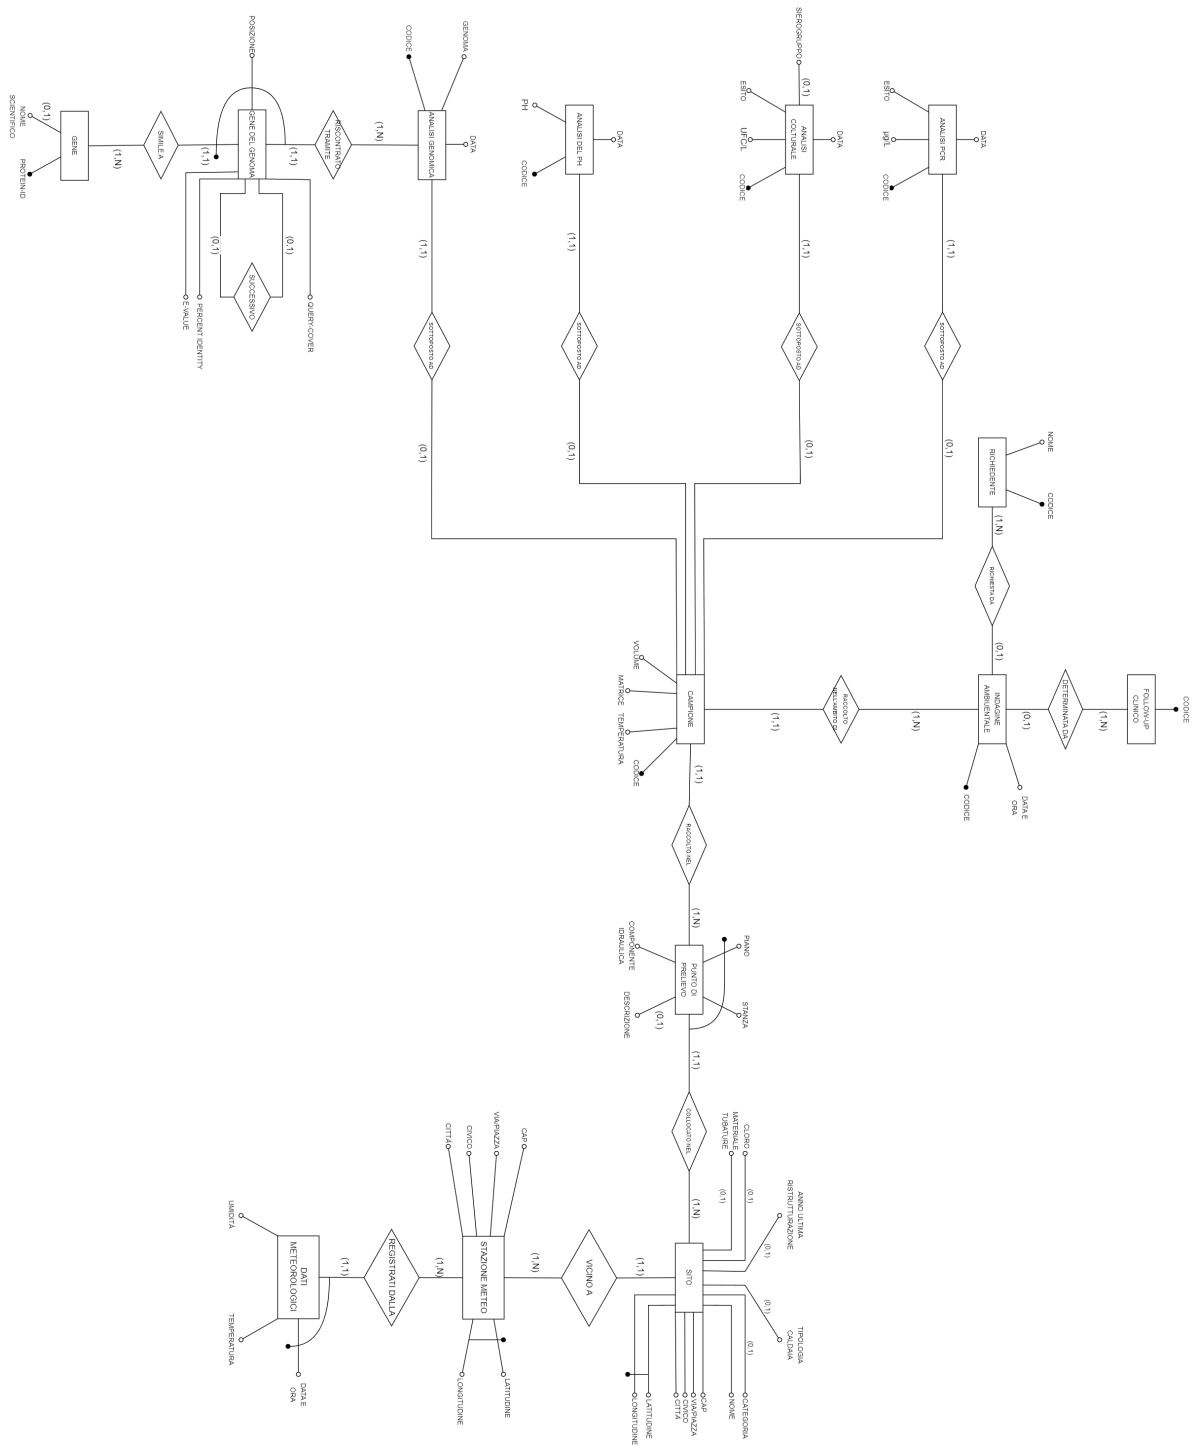 CODICE
FOLLOW-UP
CLINICO
(1,N)
DETERMINATA DA
(0,1)
NOME
CODICE
RICHIEDENTE
(1,N)
RICHIESTA DA
(0,1)
INDAGINE
AMBIUENTALE
DATA E
ORA
CODICE
(1,N)
RACCOLTO
NELL'AMBITO DI
(1,1)
DATA
ESITO
ANALISI PCR
µg/L
CODICE
(1,1)
SOTTOPOSTO AD
(0,1)
SIEROGRUPPO
(0,1)
DATA
ESITO
ANALISI
COLTURALE
UFC/L
CODICE
(1,1)
SOTTOPOSTO AD
(0,1)
DATA
ANALISI DEL PH
PH
CODICE
(1,1)
SOTTOPOSTO AD
(0,1)
GENOMA
CODICE
DATA
ANALISI GENOMICA
(1,1)
SOTTOPOSTO AD
(0,1)
(1,N)
RISCONTRATO
TRAMITE
(1,1)
POSIZIONE
GENE DEL GENOMA
(0,1)
(0,1)
SUCCESSIVO
QUERY-COVER
PERCENT IDENTITY
E-VALUE
(1,1)
SIMILE A
(1,N)
GENE
(0,1)
NOME
SCIENTIFICO
PROTEIN-ID
CAMPIONE
VOLUME
MATRICE
TEMPERATURA
CODICE
(1,1)
RACCOLTO NEL
(1,N)
PIANO
STANZA
PUNTO DI
PRELIEVO
COMPONENTE
IDRAULICA
DESCRIZIONE
(0,1)
(1,1)
COLLOCATO NEL
(1,N)
CLORO
(0,1)
MATERIALE
TUBATURE
(0,1)
ANNO ULTIMA
RISTRUTTURAZIONE
(0,1)
TIPOLOGIA
CALDAIA
(0,1)
SITO
(0,1)
CATEGORIA
NOME
CAP
VIA/PIAZZA
CIVICO
CITTÁ
LATITUDINE
LONGITUDINE
(1,1)
VICINO A
(1,N)
CAP
VIA/PIAZZA
CIVICO
CITTÁ
STAZIONE METEO
LATITUDINE
LONGITUDINE
(1,N)
REGISTRATI DALLA
(1,1)
DATI
METEOROLOGICI
UMIDITÁ
TEMPERATURA
DATA E
ORA